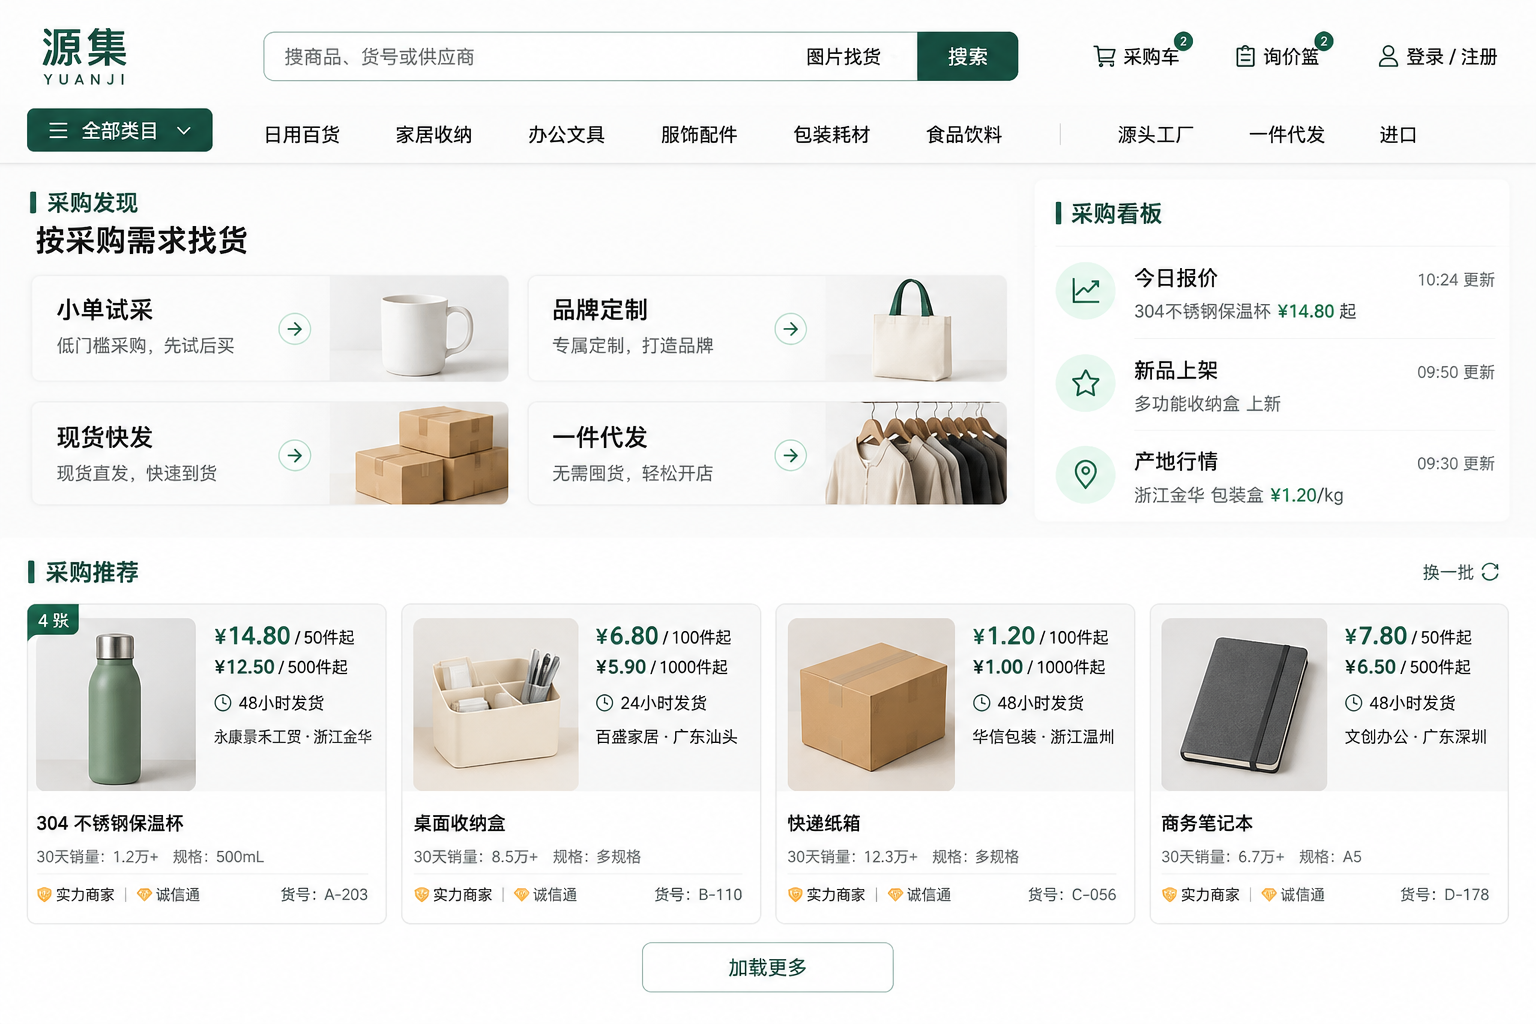 源集
YUANJI
搜商品、货号或供应商
图片找货
搜索
采购车
2
询价篮
2
登录 / 注册
全部类目
日用百货
家居收纳
办公文具
服饰配件
包装耗材
食品饮料
源头工厂
一件代发
进口
采购发现
按采购需求找货
小单试采
低门槛采购，先试后买
品牌定制
专属定制，打造品牌
现货快发
现货直发，快速到货
一件代发
无需囤货，轻松开店
采购看板
今日报价
10:24 更新
304不锈钢保温杯 ¥14.80 起
新品上架
09:50 更新
多功能收纳盒 上新
产地行情
09:30 更新
浙江金华 包装盒 ¥1.20/kg
采购推荐
换一批
¥14.80 / 50件起
¥12.50 / 500件起
48小时发货
永康景禾工贸 · 浙江金华
304 不锈钢保温杯
30天销量：1.2万+ 规格：500mL
实力商家 | 诚信通 货号：A-203
¥6.80 / 100件起
¥5.90 / 1000件起
24小时发货
百盛家居 · 广东汕头
桌面收纳盒
30天销量：8.5万+ 规格：多规格
实力商家 | 诚信通 货号：B-110
¥1.20 / 100件起
¥1.00 / 1000件起
48小时发货
华信包装 · 浙江温州
快递纸箱
30天销量：12.3万+ 规格：多规格
实力商家 | 诚信通 货号：C-056
¥7.80 / 50件起
¥6.50 / 500件起
48小时发货
文创办公 · 广东深圳
商务笔记本
30天销量：6.7万+ 规格：A5
实力商家 | 诚信通 货号：D-178
加载更多